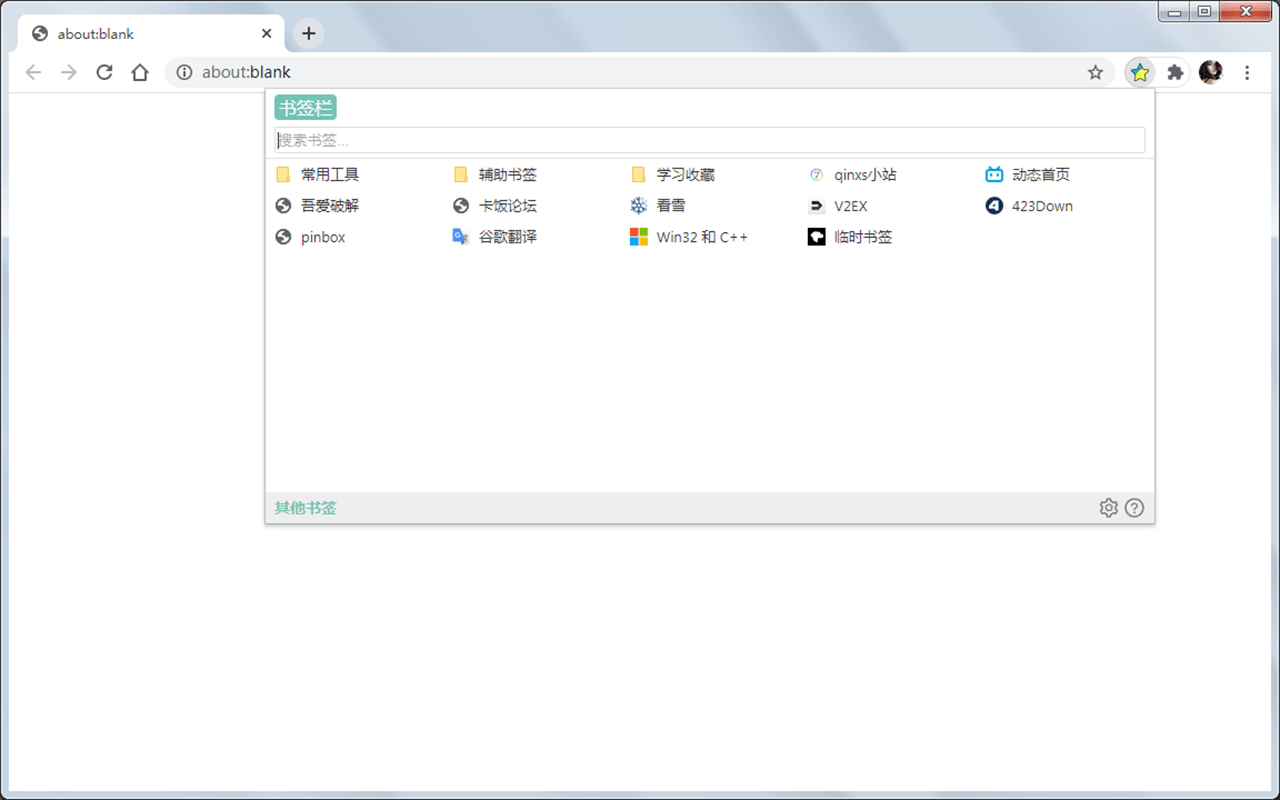 about:blank
about:blank
书签栏
搜索书签...
常用工具 辅助书签 学习收藏 qinxs小站 动态首页
吾爱破解 卡饭论坛 看雪 V2EX 423Down
pinbox 谷歌翻译 Win32 和 C++ 临时书签
其他书签